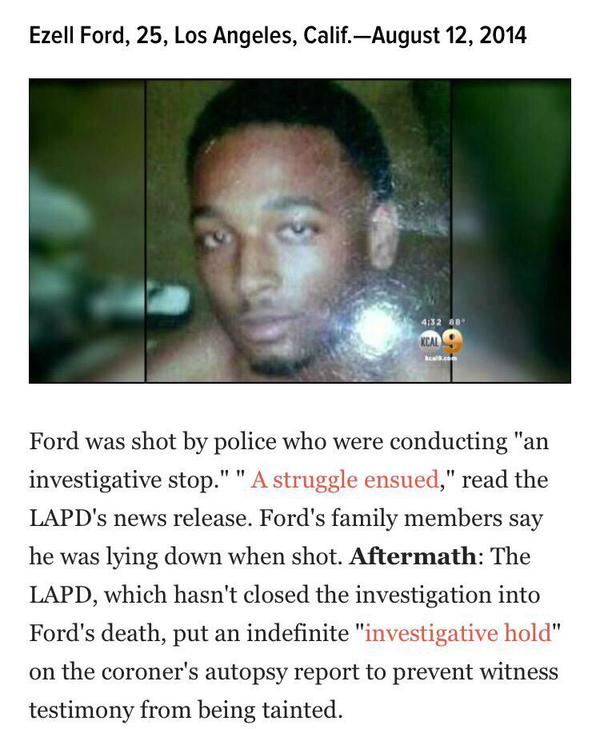 Ezell Ford, 25, Los Angeles, Calif.—August 12, 2014
4:32 88°
KCAL 9
kcal9.com
Ford was shot by police who were conducting "an
investigative stop." " A struggle ensued," read the
LAPD's news release. Ford's family members say
he was lying down when shot. Aftermath: The
LAPD, which hasn't closed the investigation into
Ford's death, put an indefinite "investigative hold"
on the coroner's autopsy report to prevent witness
testimony from being tainted.